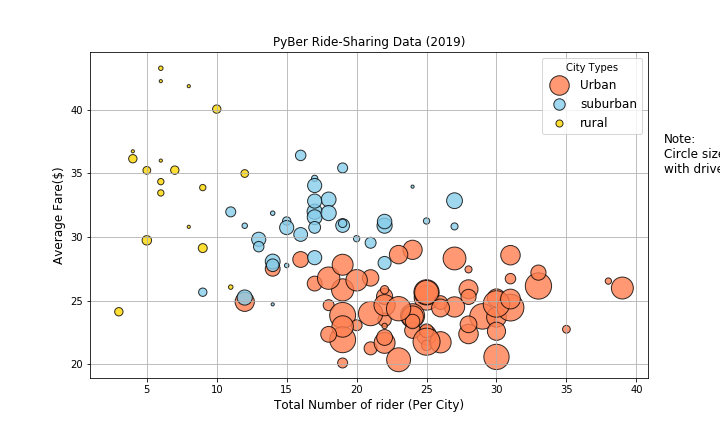 PyBer Ride-Sharing Data (2019)
City Types
Urban
suburban
rural
Note:
Circle size
with drive
Average Fare($)
40
35
30
25
20
5
10
15
20
25
30
35
40
Total Number of rider (Per City)